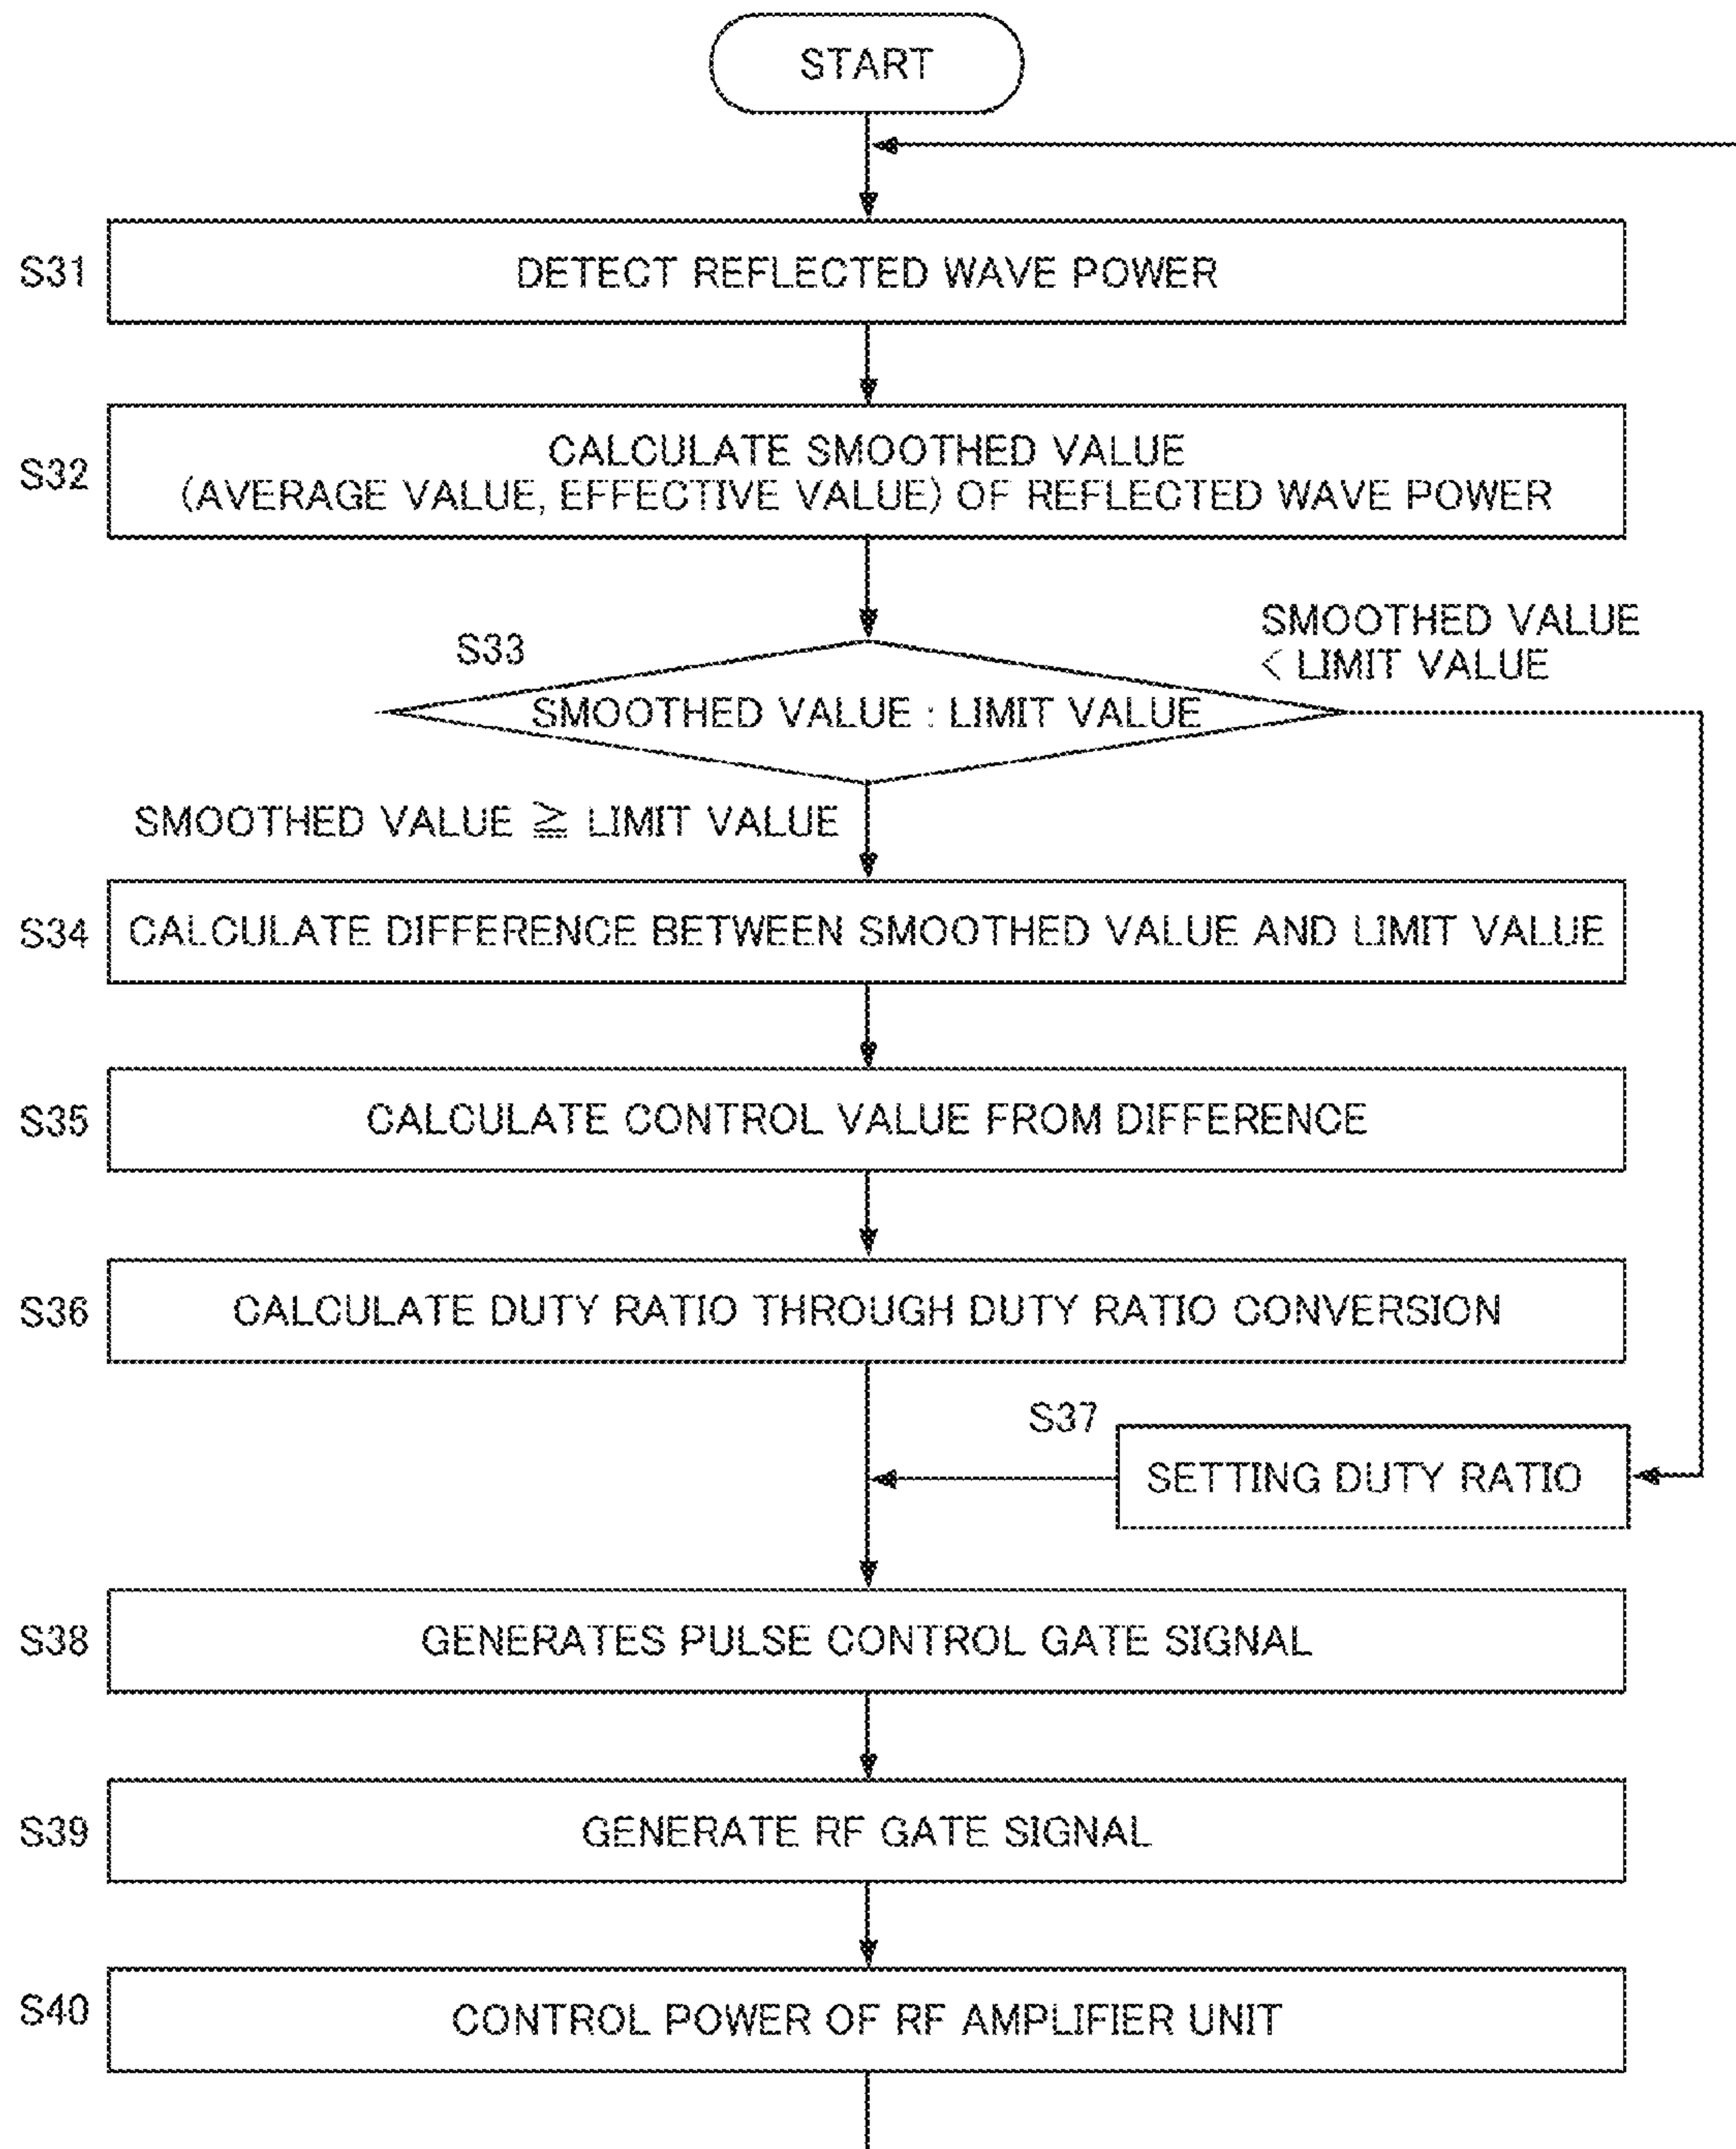 START
S31
DETECT REFLECTED WAVE POWER
S32
CALCULATE SMOOTHED VALUE
(AVERAGE VALUE, EFFECTIVE VALUE) OF REFLECTED WAVE POWER
S33
SMOOTHED VALUE : LIMIT VALUE
SMOOTHED VALUE
< LIMIT VALUE
SMOOTHED VALUE ≧ LIMIT VALUE
S34
CALCULATE DIFFERENCE BETWEEN SMOOTHED VALUE AND LIMIT VALUE
S35
CALCULATE CONTROL VALUE FROM DIFFERENCE
S36
CALCULATE DUTY RATIO THROUGH DUTY RATIO CONVERSION
S37
SETTING DUTY RATIO
S38
GENERATES PULSE CONTROL GATE SIGNAL
S39
GENERATE RF GATE SIGNAL
S40
CONTROL POWER OF RF AMPLIFIER UNIT